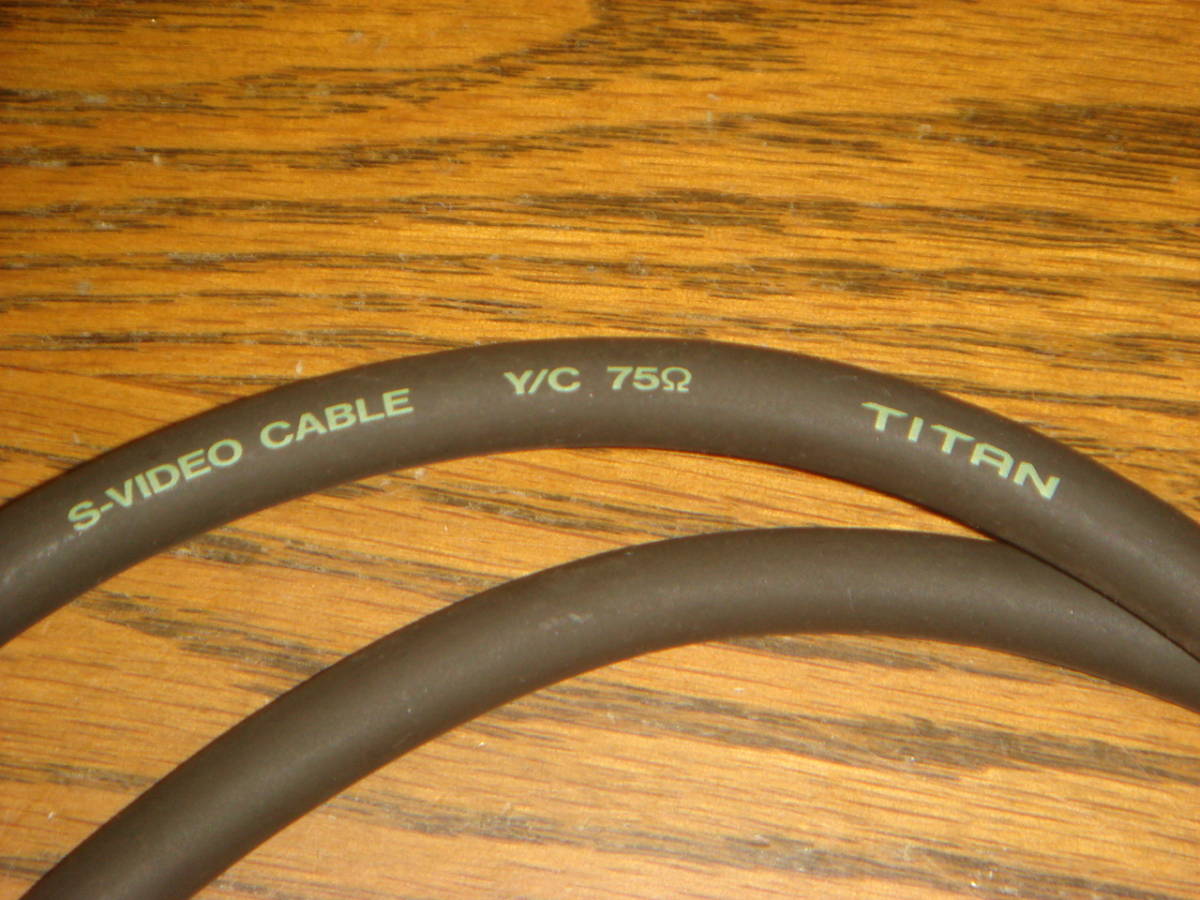 S-VIDEO CABLE Y/C 75Ω TITAN